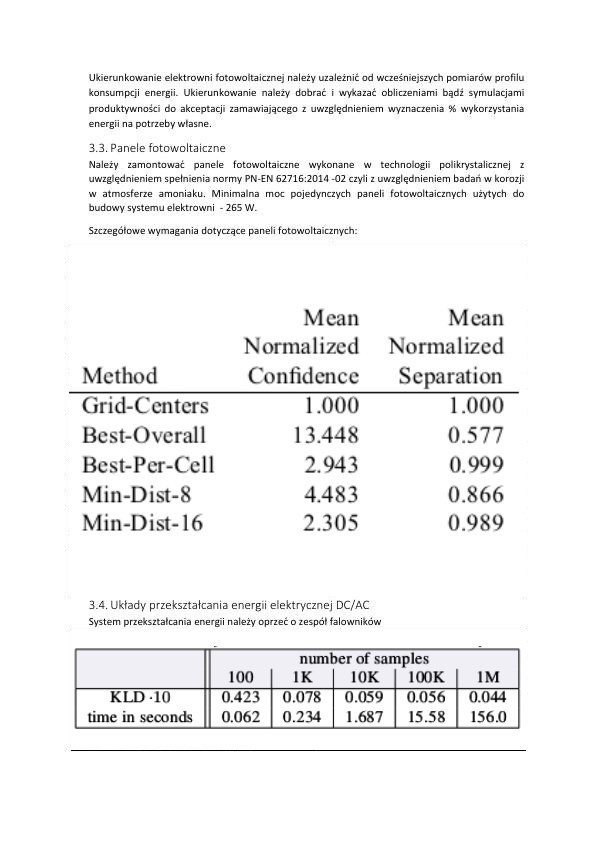 Ukierunkowanie elektrowni fotowoltaicznej należy uzależnić od wcześniejszych pomiarów profilu
konsumpcji energii. Ukierunkowanie należy dobrać i wykazać obliczeniami bądź symulacjami
produktywności do akceptacji zamawiającego z uwzględnieniem wyznaczenia % wykorzystania
energii na potrzeby własne.
3.3. Panele fotowoltaiczne
Należy zamontować panele fotowoltaiczne wykonane w technologii polikrystalicznej z
uwzględnieniem spełnienia normy PN-EN 62716:2014 -02 czyli z uwzględnieniem badań w korozji
w atmosferze amoniaku. Minimalna moc pojedynczych paneli fotowoltaicznych użytych do
budowy systemu elektrowni - 265 W.
Szczegółowe wymagania dotyczące paneli fotowoltaicznych:
Mean Mean
Normalized Normalized
Method Confidence Separation
Grid-Centers 1.000 1.000
Best-Overall 13.448 0.577
Best-Per-Cell 2.943 0.999
Min-Dist-8 4.483 0.866
Min-Dist-16 2.305 0.989
3.4. Układy przekształcania energii elektrycznej DC/AC
System przekształcania energii należy oprzeć o zespół falowników
number of samples
100 1K 10K 100K 1M
KLD ·10 0.423 0.078 0.059 0.056 0.044
time in seconds 0.062 0.234 1.687 15.58 156.0